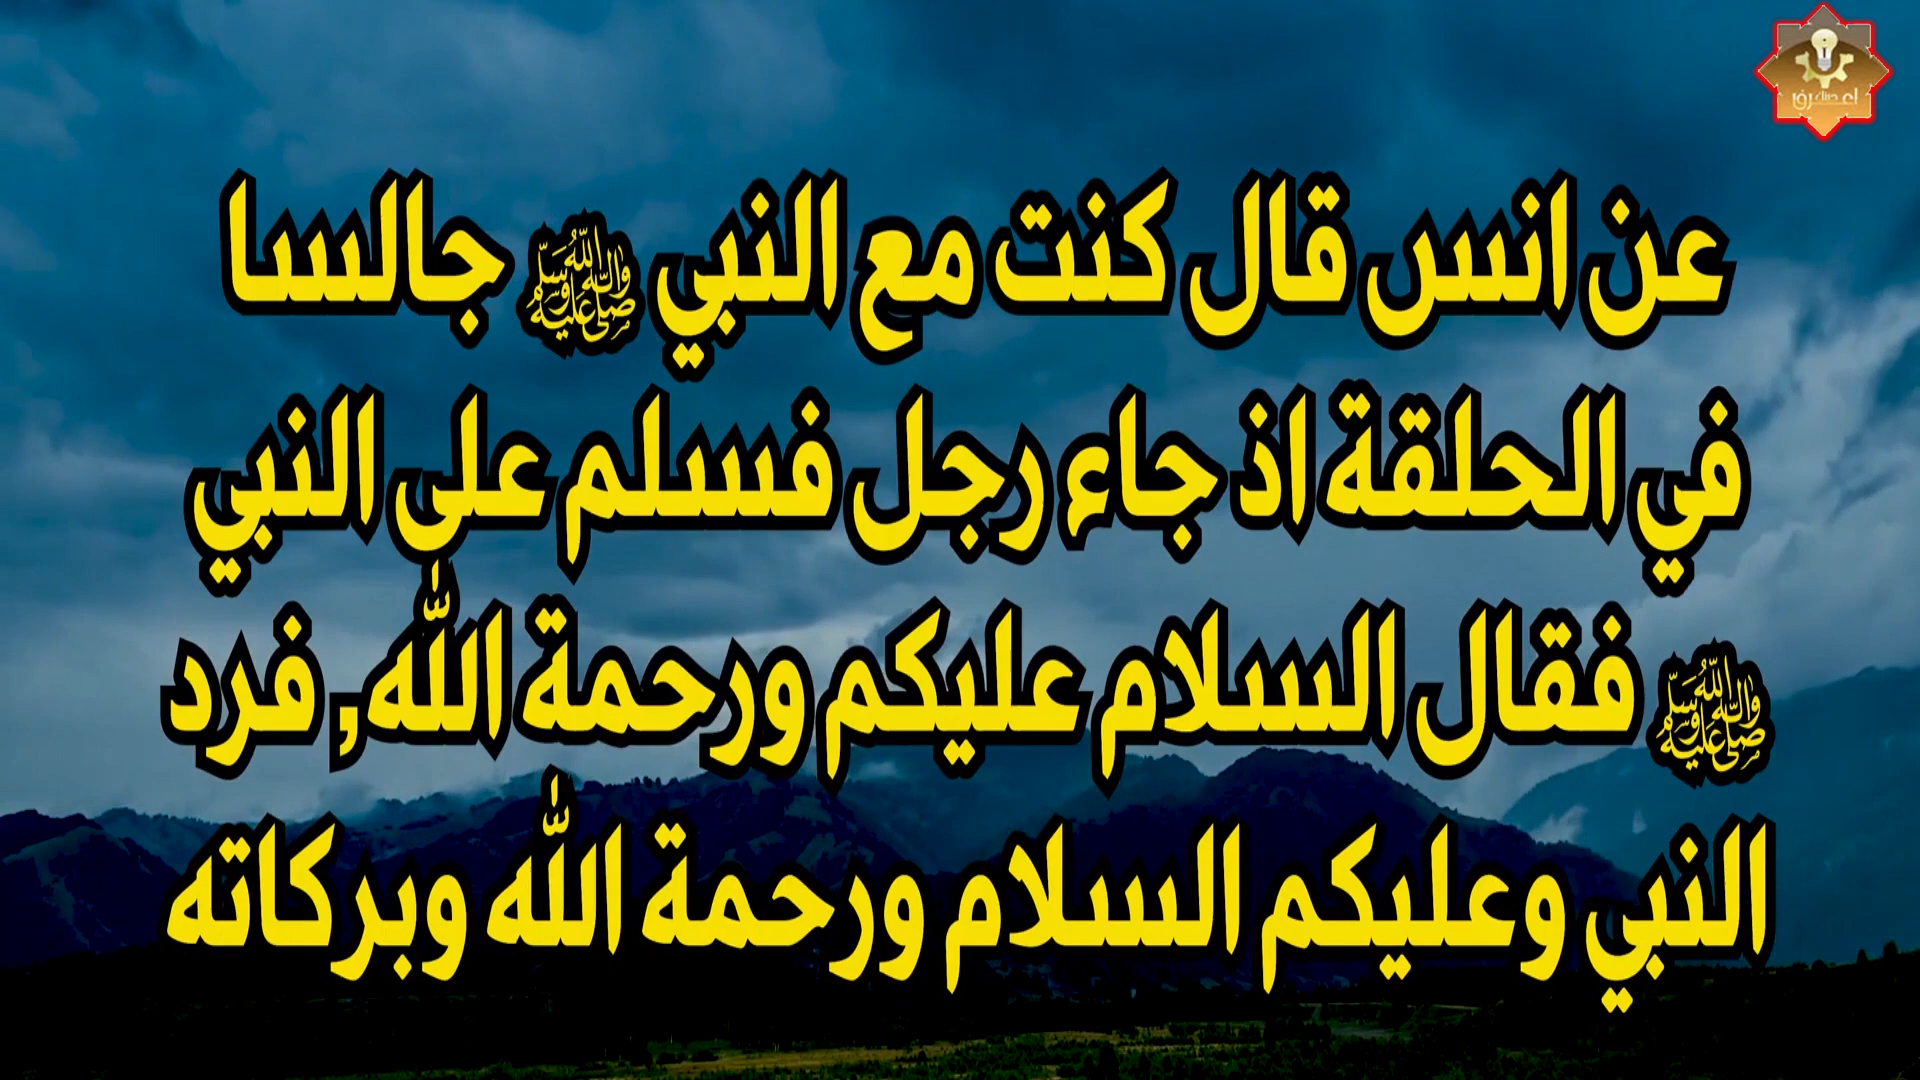 عن انس قال كنت مع النبي ﷺ جالسا
في الحلقة اذ جاء رجل فسلم على النبي
ﷺ فقال السلام عليكم ورحمة الله, فرد
النبي وعليكم السلام ورحمة الله وبركاته